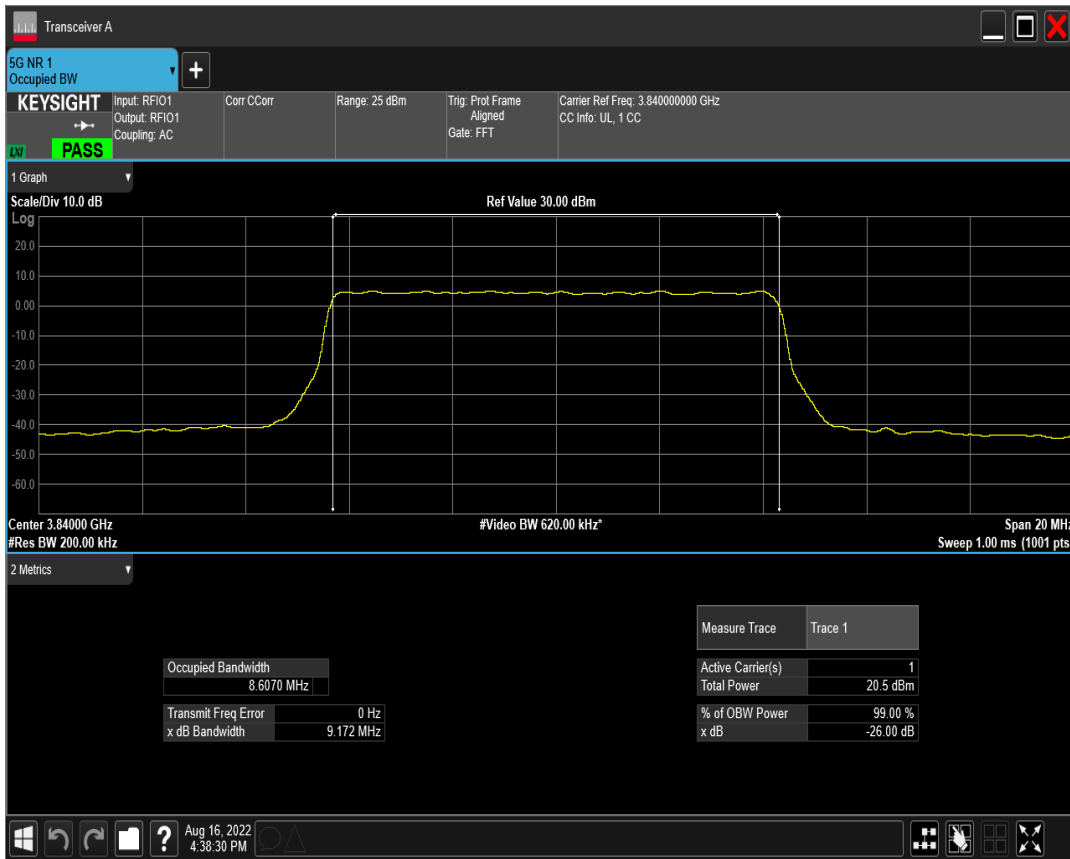 Transceiver A
5G NR 1
Occupied BW
+
KEYSIGHT
LXI
PASS
Input: RFIO1
Output: RFIO1
Coupling: AC
Corr CCorr
Range: 25 dBm
Trig: Prot Frame
Aligned
Gate: FFT
Carrier Ref Freq: 3.840000000 GHz
CC Info: UL, 1 CC
1 Graph
Scale/Div 10.0 dB
Ref Value 30.00 dBm
Log
20.0
10.0
0.00
-10.0
-20.0
-30.0
-40.0
-50.0
-60.0
Center 3.84000 GHz
#Video BW 620.00 kHz*
Span 20 MHz
#Res BW 200.00 kHz
Sweep 1.00 ms (1001 pts
2 Metrics
Measure Trace Trace 1
Occupied Bandwidth
8.6070 MHz
Active Carrier(s) 1
Total Power 20.5 dBm
Transmit Freq Error 0 Hz
x dB Bandwidth 9.172 MHz
% of OBW Power 99.00 %
x dB -26.00 dB
?
Aug 16, 2022
4:38:30 PM